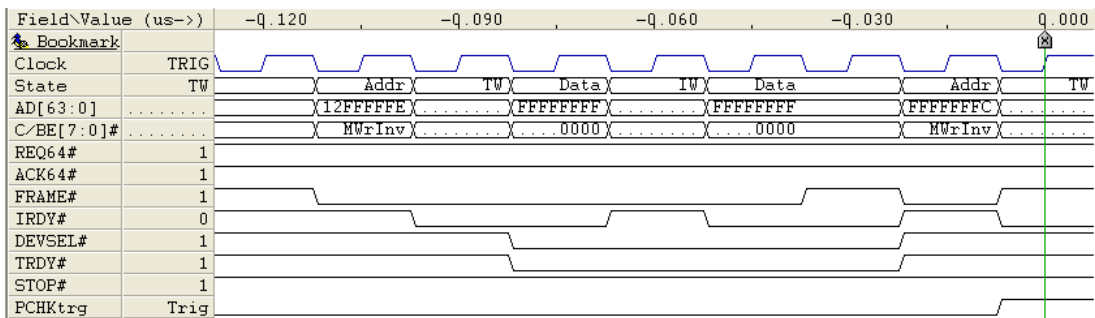 Field\Value (us->) -0.120 -0.090 -0.060 -0.030 0.000
Bookmark
Clock TRIG
State TW Addr TW Data IW Data Addr TW
AD[63:0] ........ 12FFFFFE ........ FFFFFFFF ........ FFFFFFFF FFFFFFFC ........
C/BE[7:0]# ........ MWrInv ........ ....0000 ........ ....0000 MWrInv ........
REQ64# 1
ACK64# 1
FRAME# 1
IRDY# 0
DEVSEL# 1
TRDY# 1
STOP# 1
PCHKtrg Trig